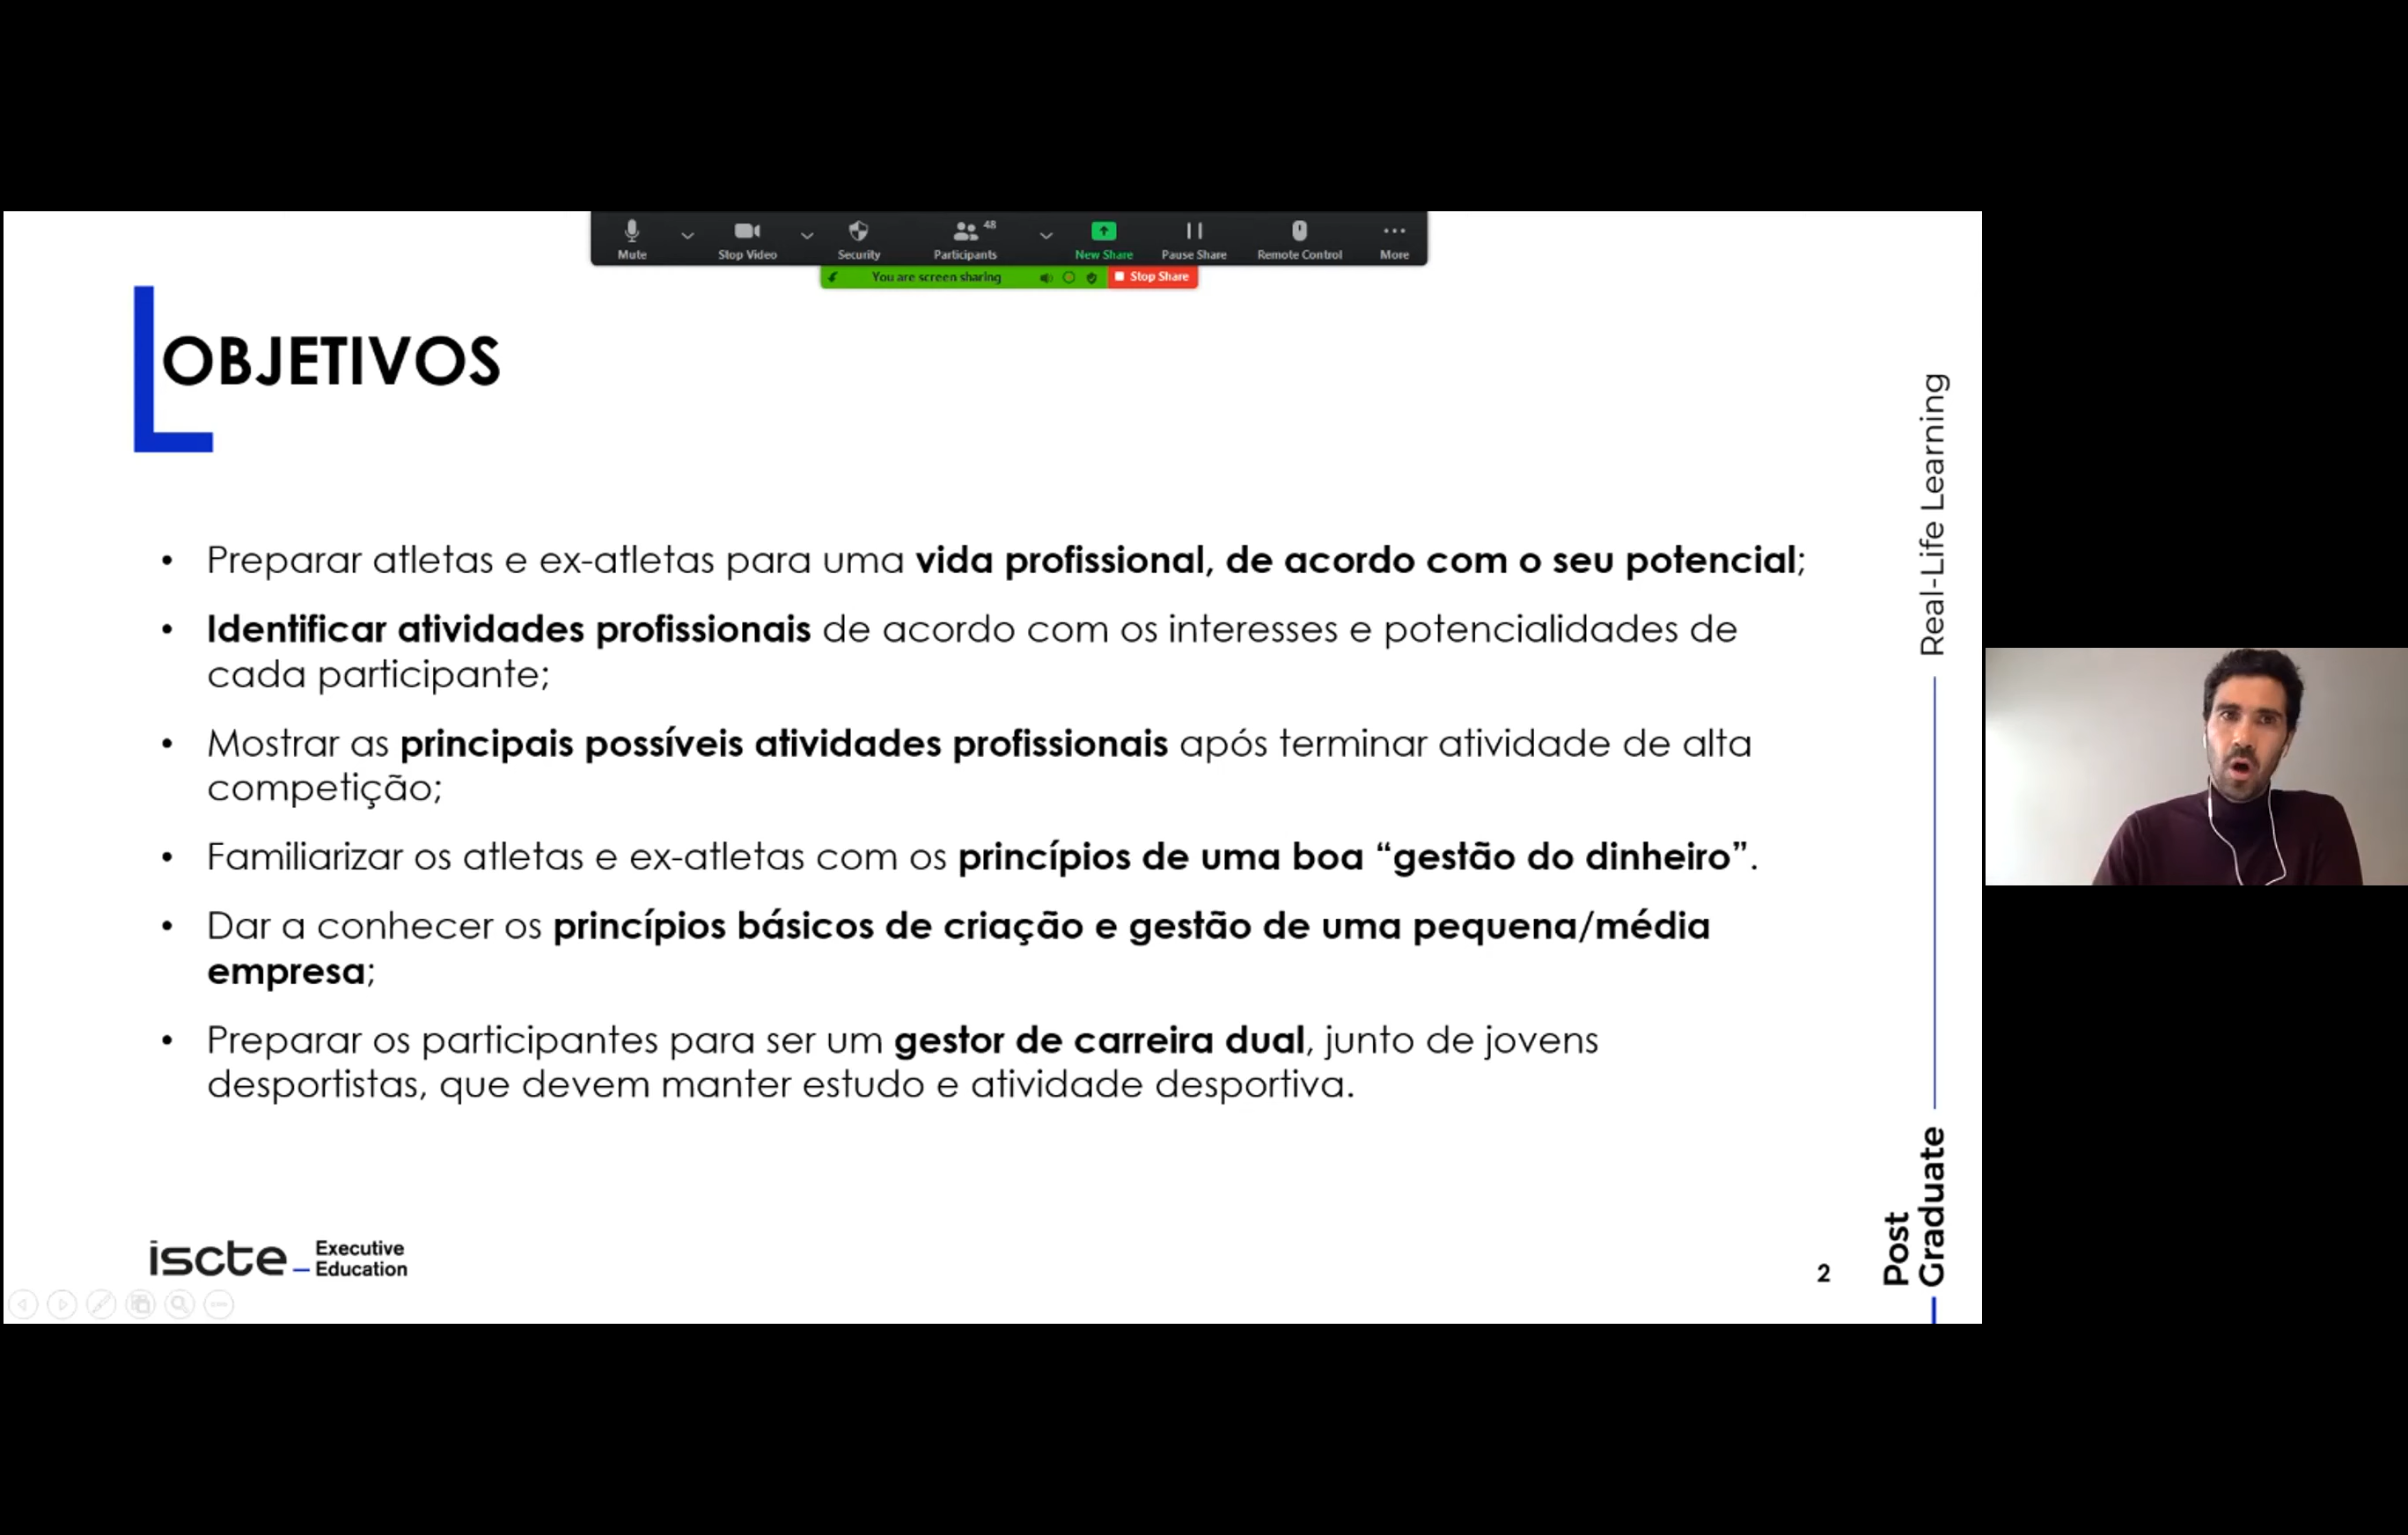 48
Mute
Stop Video
Security
Participants
New Share
Pause Share
Remote Control
More
You are screen sharing
Stop Share
OBJETIVOS
• Preparar atletas e ex-atletas para uma vida profissional, de acordo com o seu potencial;
• Identificar atividades profissionais de acordo com os interesses e potencialidades de
cada participante;
• Mostrar as principais possíveis atividades profissionais após terminar atividade de alta
competição;
• Familiarizar os atletas e ex-atletas com os princípios de uma boa “gestão do dinheiro”.
• Dar a conhecer os princípios básicos de criação e gestão de uma pequena/média
empresa;
• Preparar os participantes para ser um gestor de carreira dual, junto de jovens
desportistas, que devem manter estudo e atividade desportiva.
iscte_ Executive
Education
2
Real-Life Learning
Post
Graduate